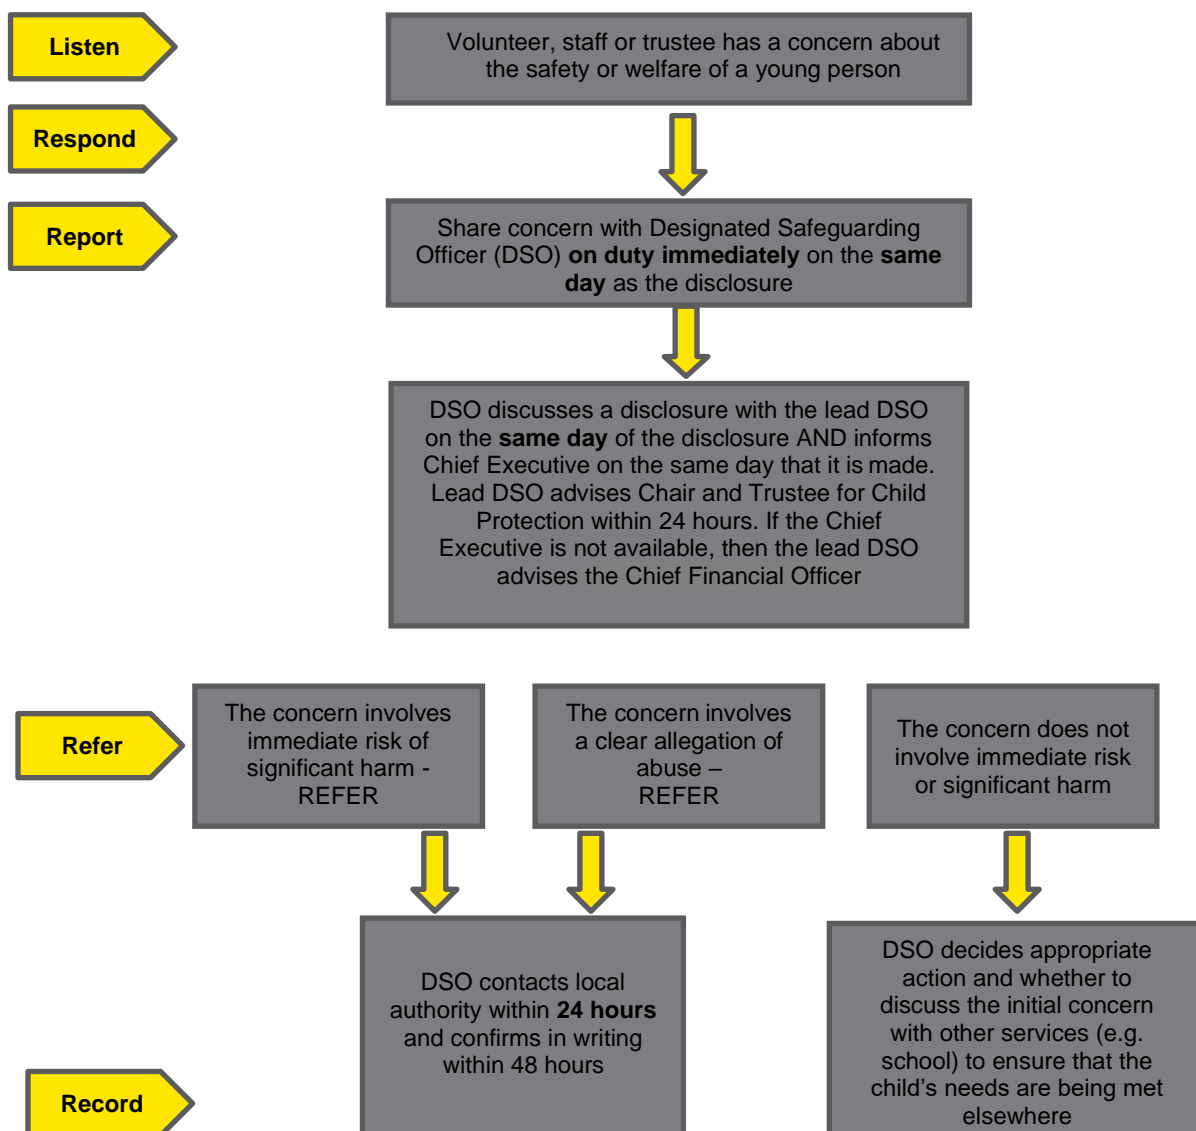 Listen
Volunteer, staff or trustee has a concern about
the safety or welfare of a young person
Respond
Report
Share concern with Designated Safeguarding
Officer (DSO) on duty immediately on the same
day as the disclosure
DSO discusses a disclosure with the lead DSO
on the same day of the disclosure AND informs
Chief Executive on the same day that it is made.
Lead DSO advises Chair and Trustee for Child
Protection within 24 hours. If the Chief
Executive is not available, then the lead DSO
advises the Chief Financial Officer
Refer
The concern involves
immediate risk of
significant harm -
REFER
The concern involves
a clear allegation of
abuse –
REFER
The concern does not
involve immediate risk
or significant harm
DSO contacts local
authority within 24 hours
and confirms in writing
within 48 hours
DSO decides appropriate
action and whether to
discuss the initial concern
with other services (e.g.
school) to ensure that the
child’s needs are being met
elsewhere
Record